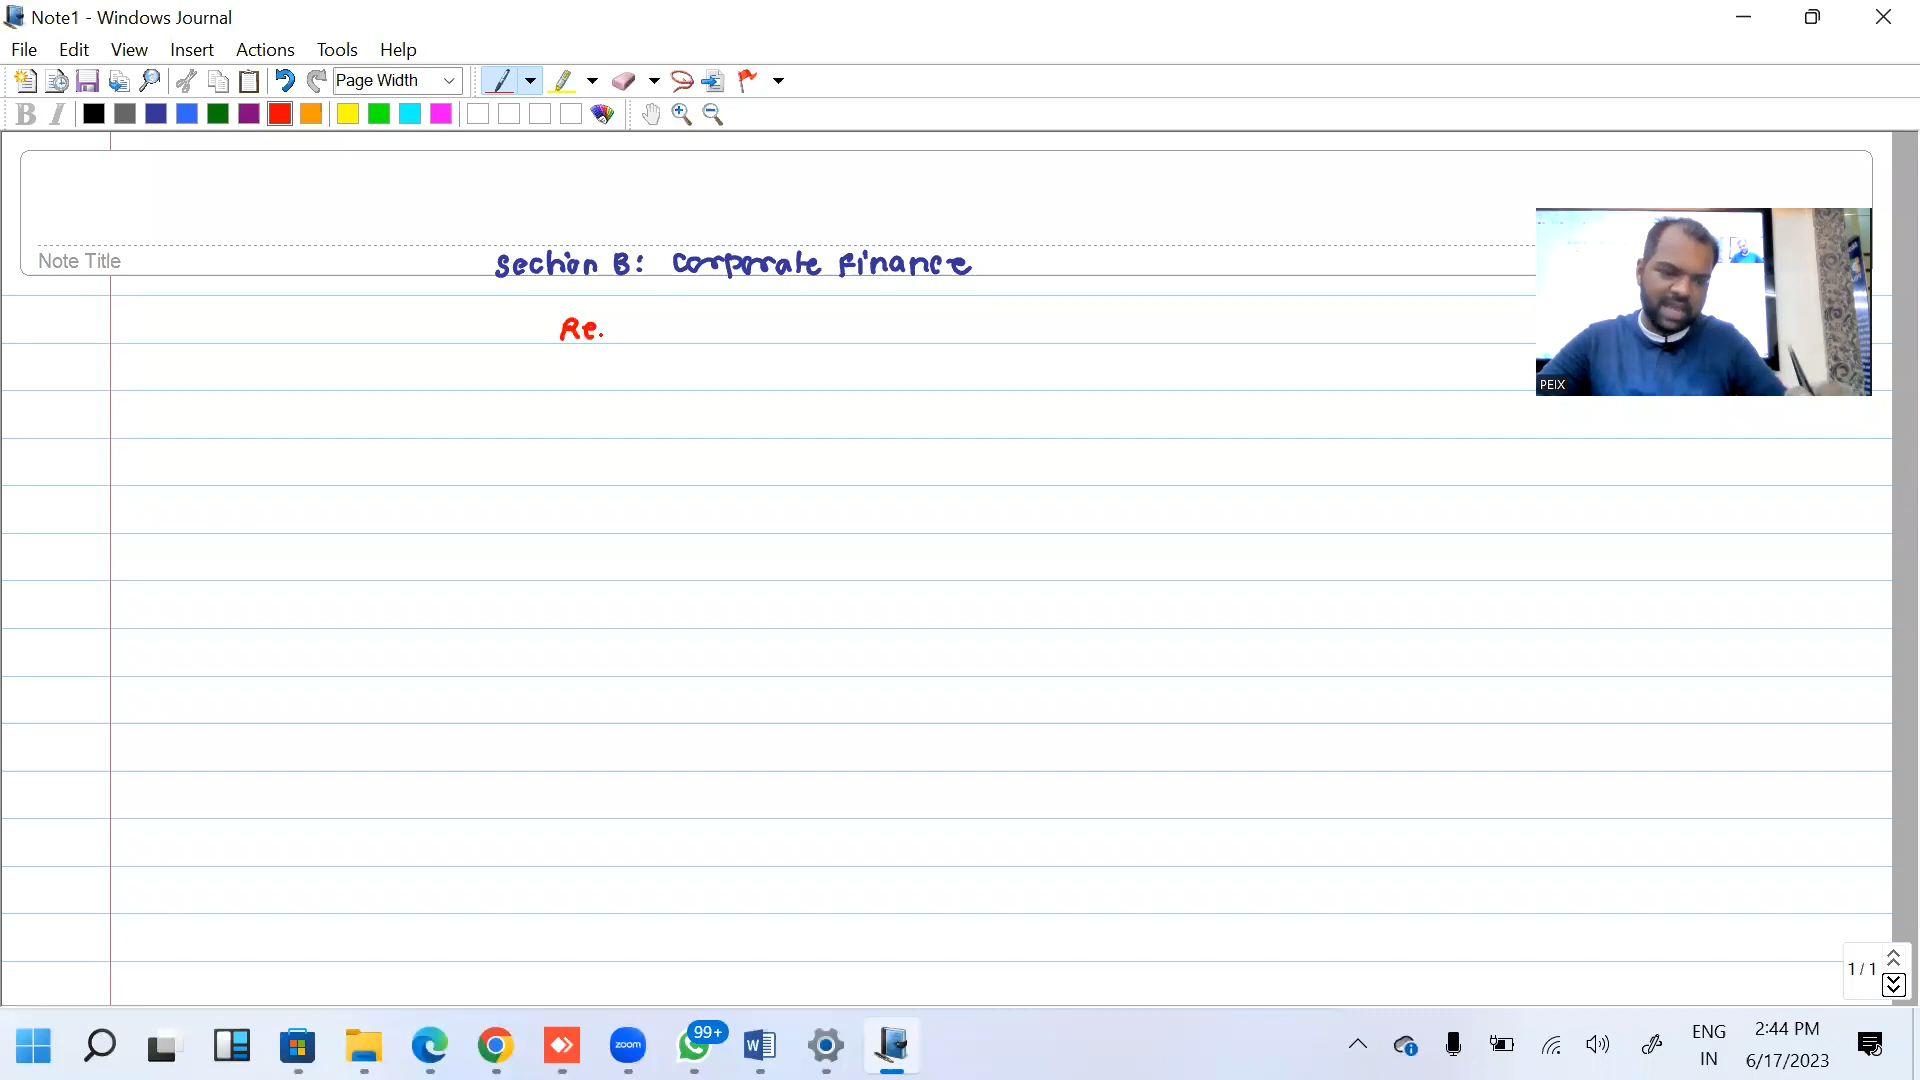 Note1 - Windows Journal
File Edit View Insert Actions Tools Help
Page Width
B I
Note Title
Section B: Corporate Finance
Re.
PEIX
1 / 1
99+
zoom
ENG
IN
2:44 PM
6/17/2023